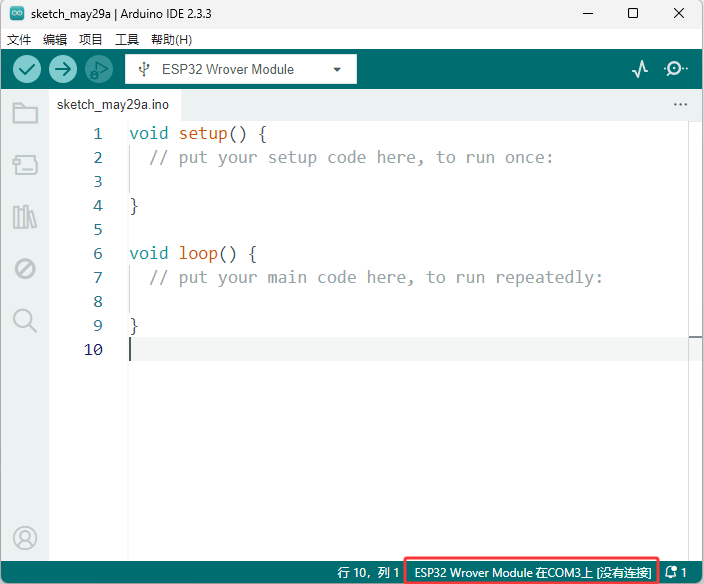 sketch_may29a | Arduino IDE 2.3.3
文件 编辑 项目 工具 帮助(H)
ESP32 Wrover Module
sketch_may29a.ino
1 void setup() {
2 // put your setup code here, to run once:
3
4 }
5
6 void loop() {
7 // put your main code here, to run repeatedly:
8
9 }
10
行 10，列 1 ESP32 Wrover Module 在COM3上 [没有连接] 1